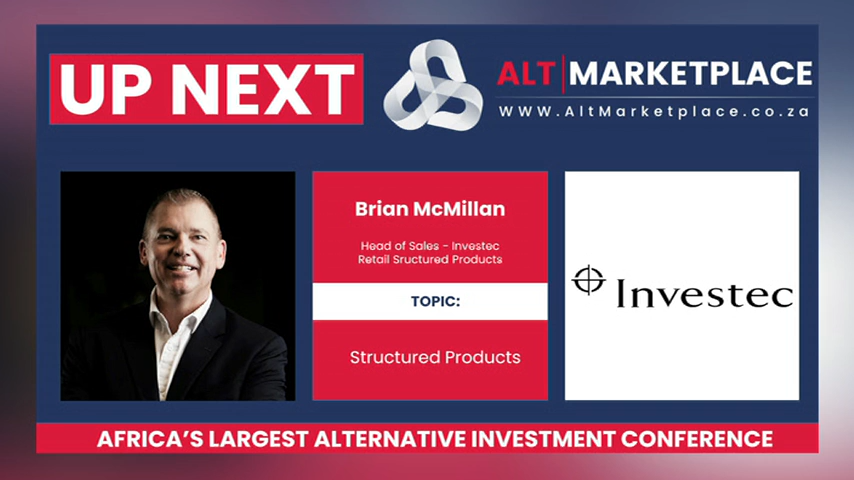 UP NEXT
ALT MARKETPLACE
www.AltMarketplace.co.za
Brian McMillan
Head of Sales - Investec
Retail Sructured Products
TOPIC:
Structured Products
Investec
AFRICA'S LARGEST ALTERNATIVE INVESTMENT CONFERENCE